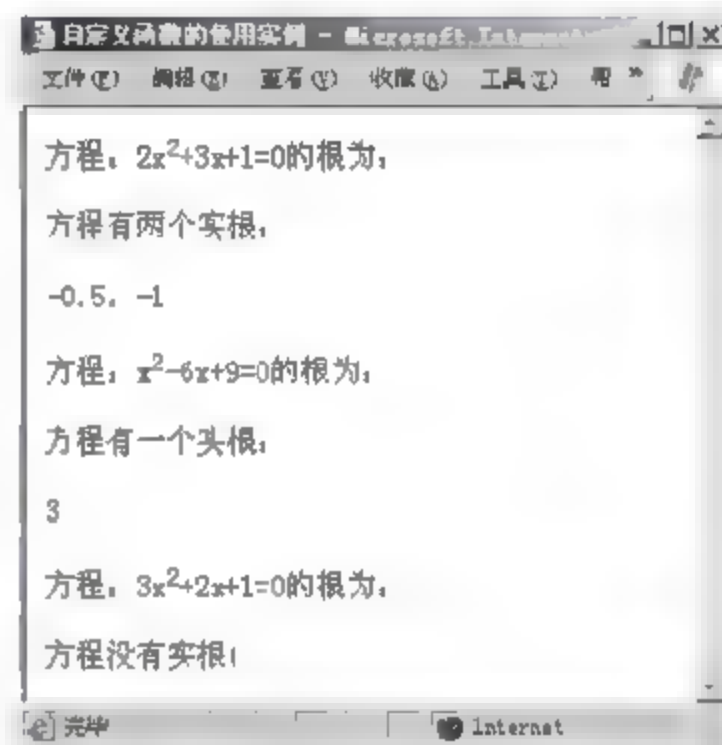 自定义函数的使用实例 - Microsoft Internet
文件(F) 编辑(E) 查看(V) 收藏(A) 工具(T) 帮 »
方程：2x²+3x+1=0的根为：
方程有两个实根：
-0.5，-1
方程：x²-6x+9=0的根为：
方程有一个实根：
3
方程：3x²+2x+1=0的根为：
方程没有实根！
完毕 Internet